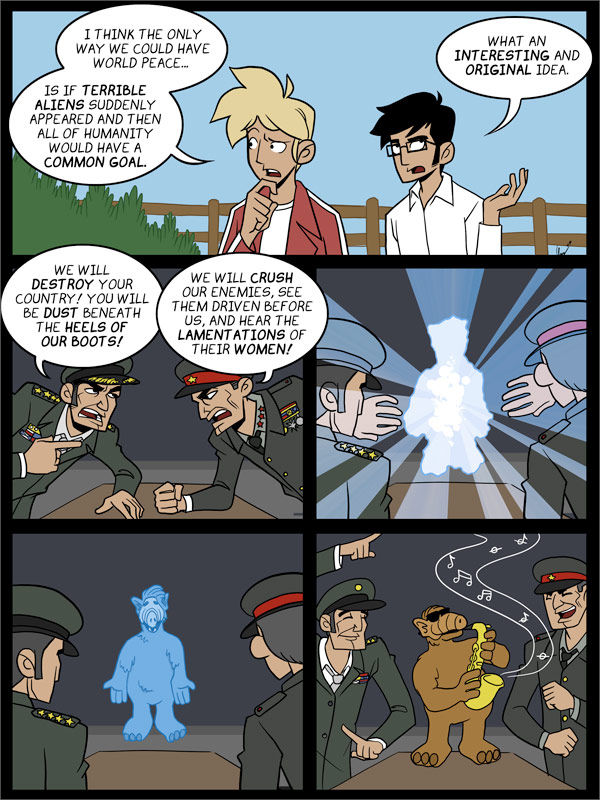 I THINK THE ONLY
WAY WE COULD HAVE
WORLD PEACE...
IS IF TERRIBLE
ALIENS SUDDENLY
APPEARED AND THEN
ALL OF HUMANITY
WOULD HAVE A
COMMON GOAL.
WHAT AN
INTERESTING AND
ORIGINAL IDEA.
WE WILL
DESTROY YOUR
COUNTRY! YOU WILL
BE DUST BENEATH
THE HEELS OF
OUR BOOTS!
WE WILL CRUSH
OUR ENEMIES, SEE
THEM DRIVEN BEFORE
US, AND HEAR THE
LAMENTATIONS OF
THEIR WOMEN!